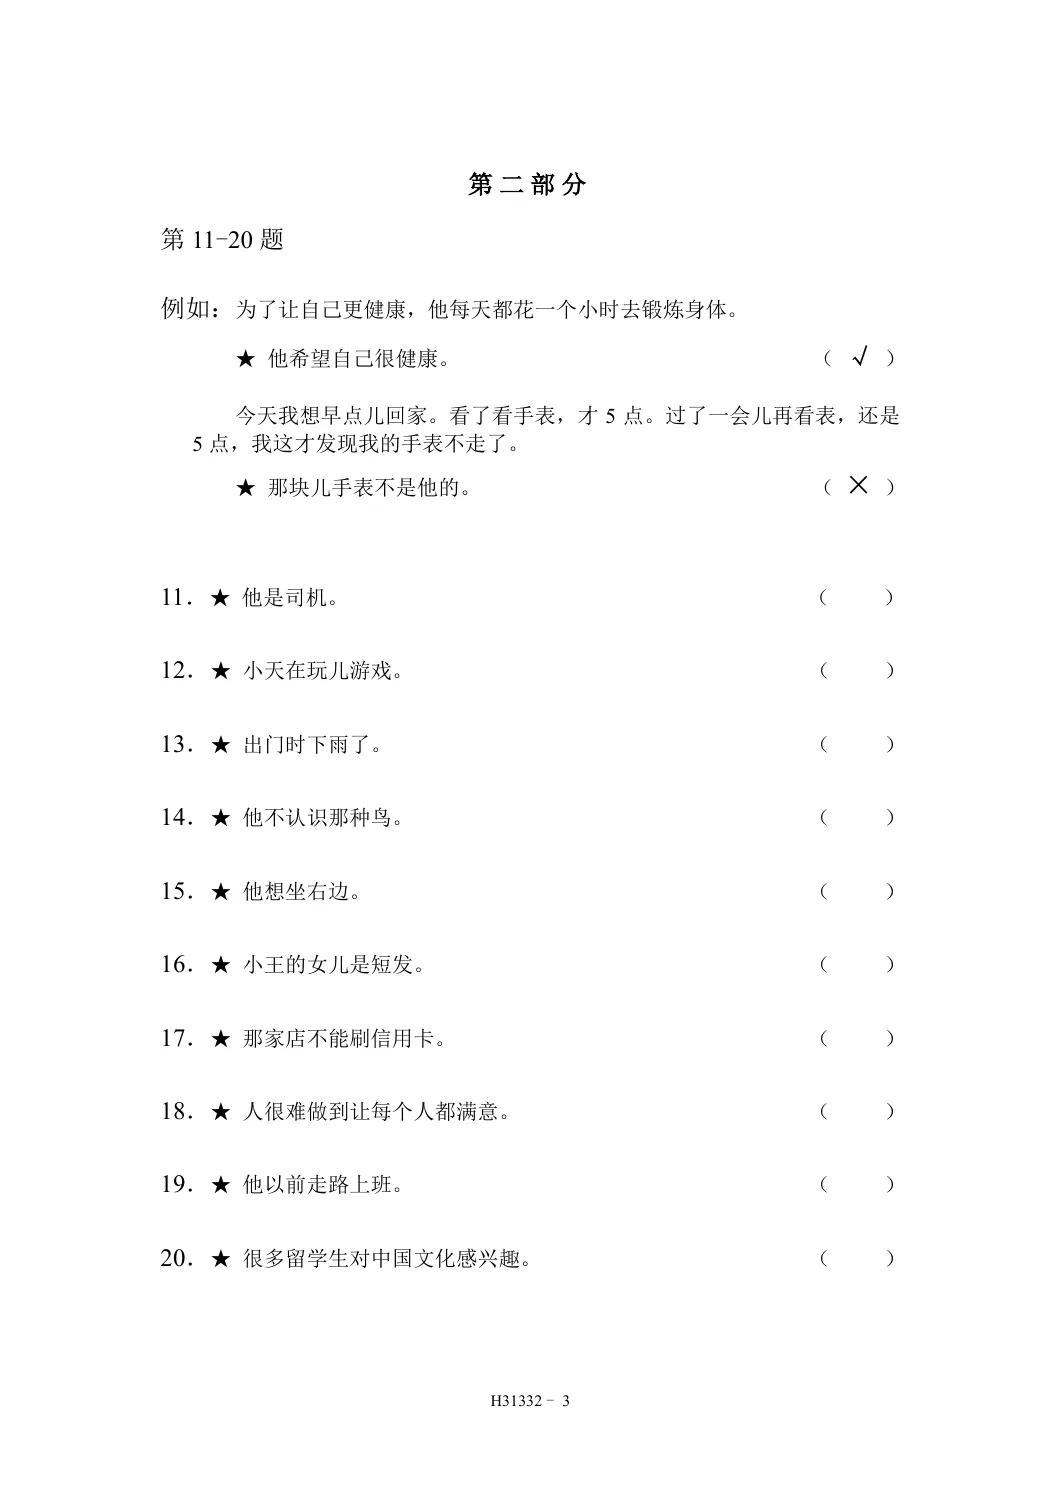 第二部分
第 11-20 题
例如：为了让自己更健康，他每天都花一个小时去锻炼身体。
★ 他希望自己很健康。 （ √ ）
今天我想早点儿回家。看了看手表，才 5 点。过了一会儿再看表，还是
5 点，我这才发现我的手表不走了。
★ 那块儿手表不是他的。 （ × ）
11．★ 他是司机。 （ ）
12．★ 小天在玩儿游戏。 （ ）
13．★ 出门时下雨了。 （ ）
14．★ 他不认识那种鸟。 （ ）
15．★ 他想坐右边。 （ ）
16．★ 小王的女儿是短发。 （ ）
17．★ 那家店不能刷信用卡。 （ ）
18．★ 人很难做到让每个人都满意。 （ ）
19．★ 他以前走路上班。 （ ）
20．★ 很多留学生对中国文化感兴趣。 （ ）
H31332 - 3